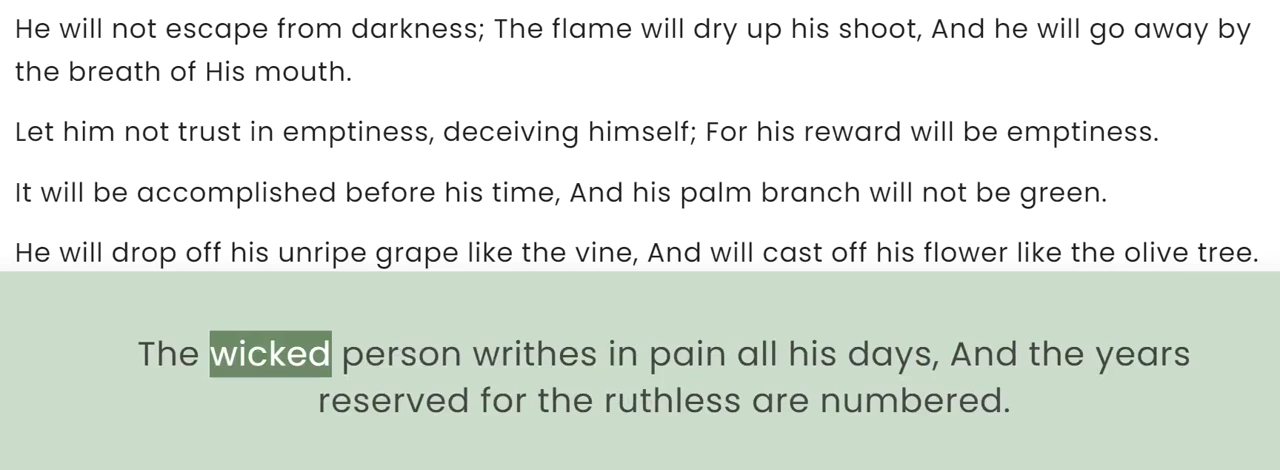 He will not escape from darkness; The flame will dry up his shoot, And he will go away by
the breath of His mouth.
Let him not trust in emptiness, deceiving himself; For his reward will be emptiness.
It will be accomplished before his time, And his palm branch will not be green.
He will drop off his unripe grape like the vine, And will cast off his flower like the olive tree.
The wicked person writhes in pain all his days, And the years
reserved for the ruthless are numbered.